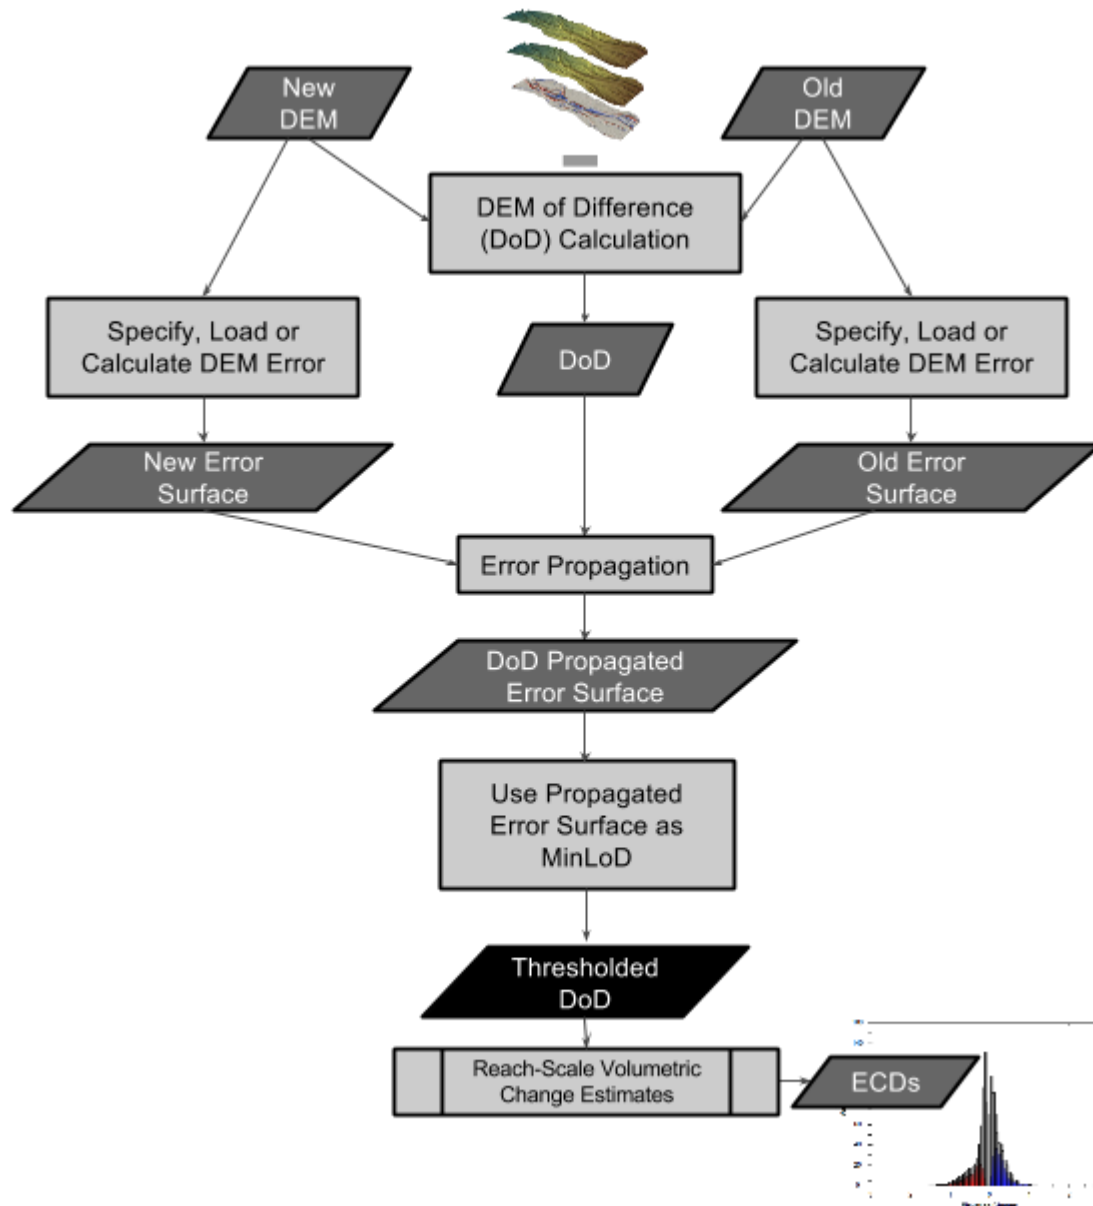 New
DEM
Old
DEM
DEM of Difference
(DoD) Calculation
Specify, Load or
Calculate DEM Error
DoD
Specify, Load or
Calculate DEM Error
New Error
Surface
Old Error
Surface
Error Propagation
DoD Propagated
Error Surface
Use Propagated
Error Surface as
MinLoD
Thresholded
DoD
Reach-Scale Volumetric
Change Estimates
ECDs